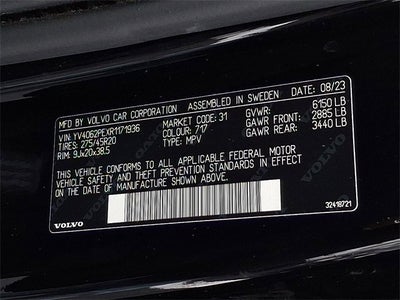 MFD BY VOLVO CAR CORPORATION ASSEMBLED IN SWEDEN DATE 08/23
VIN: YV4062PEXR1171936 MARKET CODE: 31 GVWR: 6150 LB
TIRES: 275/45R20 COLOUR: 717 GAWR FRONT: 2885 LB
RIM: 9Jx20x38.5 TYPE: MPV GAWR REAR: 3440 LB
THIS VEHICLE CONFORMS TO ALL APPLICABLE FEDERAL MOTOR
VEHICLE SAFETY AND THEFT PREVENTION STANDARDS IN EFFECT
ON THE DATE OF MANUFACTURE SHOWN ABOVE.
VOLVO 32418721